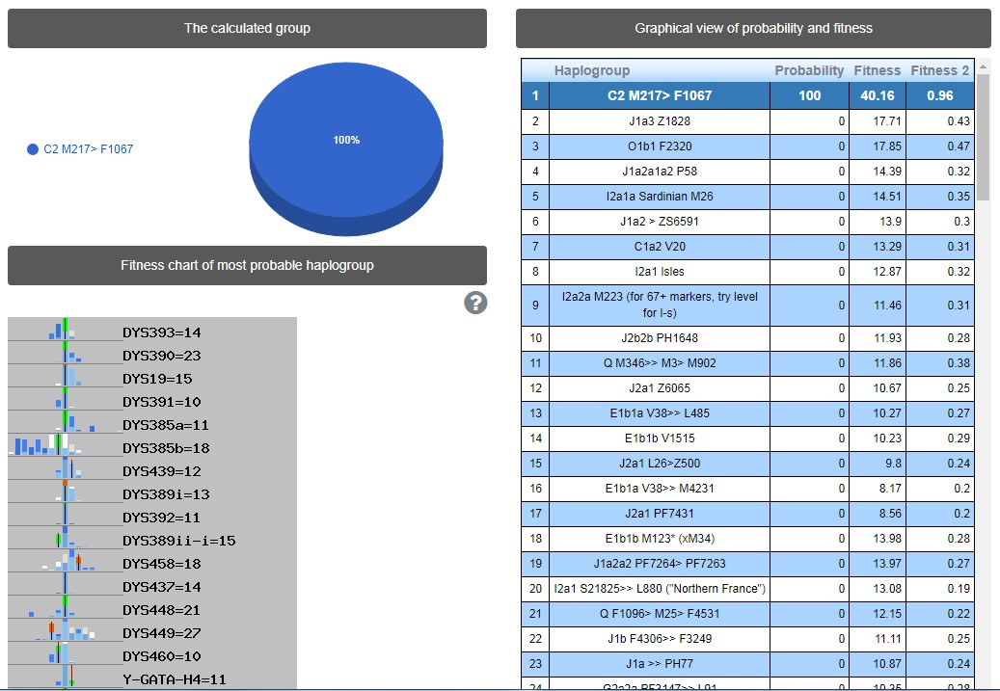 The calculated group
C2 M217> F1067
100%
Fitness chart of most probable haplogroup
?
DYS393=14
DYS390=23
DYS19=15
DYS391=10
DYS385a=11
DYS385b=18
DYS439=12
DYS389i=13
DYS392=11
DYS389ii-i=15
DYS458=18
DYS437=14
DYS448=21
DYS449=27
DYS460=10
Y-GATA-H4=11
Graphical view of probability and fitness
Haplogroup Probability Fitness Fitness 2
1 C2 M217> F1067 100 40.16 0.96
2 J1a3 Z1828 0 17.71 0.43
3 O1b1 F2320 0 17.85 0.47
4 J1a2a1a2 P58 0 14.39 0.32
5 I2a1a Sardinian M26 0 14.51 0.35
6 J1a2 > ZS6591 0 13.9 0.3
7 C1a2 V20 0 13.29 0.31
8 I2a1 Isles 0 12.87 0.32
9 I2a2a M223 (for 67+ markers, try level
for I-s) 0 11.46 0.31
10 J2b2b PH1648 0 11.93 0.28
11 Q M346>> M3> M902 0 11.86 0.38
12 J2a1 Z6065 0 10.67 0.25
13 E1b1a V38>> L485 0 10.27 0.27
14 E1b1b V1515 0 10.23 0.29
15 J2a1 L26>Z500 0 9.8 0.24
16 E1b1a V38>> M4231 0 8.17 0.2
17 J2a1 PF7431 0 8.56 0.2
18 E1b1b M123* (xM34) 0 13.98 0.28
19 J1a2a2 PF7264> PF7263 0 13.97 0.27
20 I2a1 S21825>> L880 ("Northern France") 0 13.08 0.19
21 Q F1096> M25> F4531 0 12.15 0.22
22 J1b F4306>> F3249 0 11.11 0.25
23 J1a >> PH77 0 10.87 0.24
24 G2a2a PF3147>> L91 0 10.35 0.28